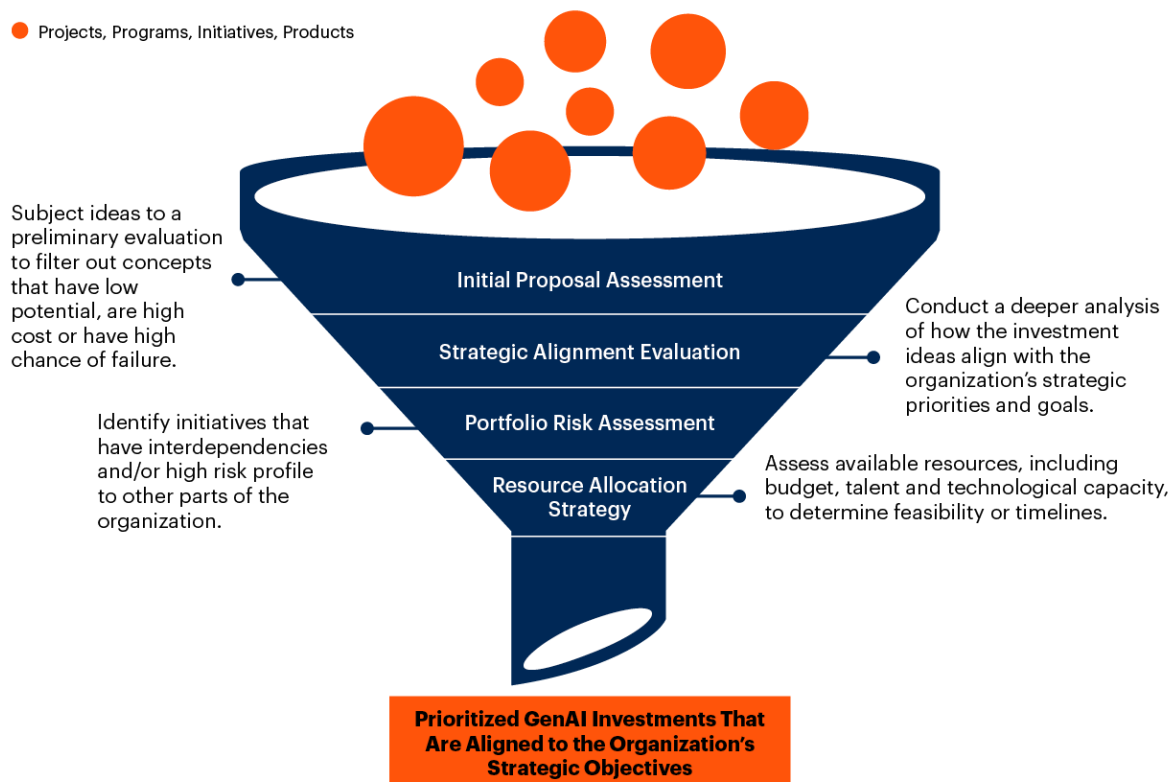 Projects, Programs, Initiatives, Products
Subject ideas to a
preliminary evaluation
to filter out concepts
that have low
potential, are high
cost or have high
chance of failure.
Initial Proposal Assessment
Strategic Alignment Evaluation
Conduct a deeper analysis
of how the investment
ideas align with the
organization’s strategic
priorities and goals.
Identify initiatives that
have interdependencies
and/or high risk profile
to other parts of the
organization.
Portfolio Risk Assessment
Resource Allocation
Strategy
Assess available resources, including
budget, talent and technological capacity,
to determine feasibility or timelines.
Prioritized GenAI Investments That
Are Aligned to the Organization’s
Strategic Objectives